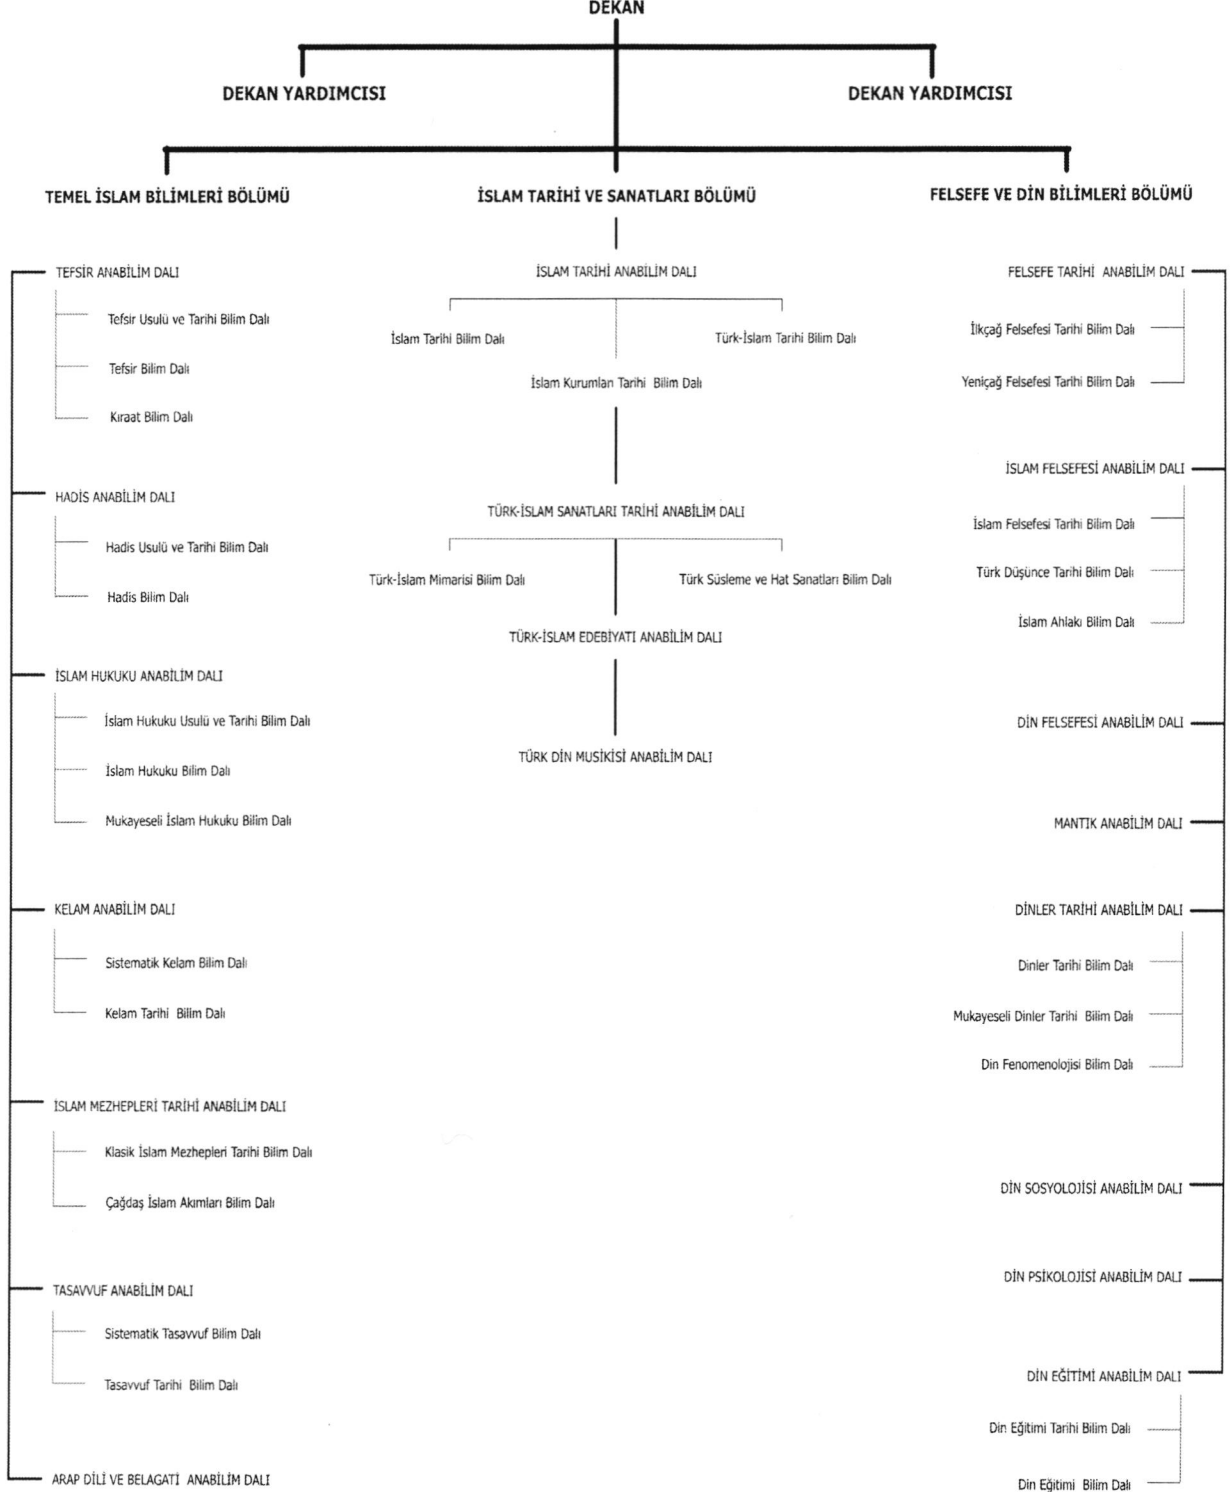 DEKAN
DEKAN YARDIMCISI
DEKAN YARDIMCISI
TEMEL İSLAM BİLİMLERİ BÖLÜMÜ
TEFSİR ANABİLİM DALI
Tefsir Usulü ve Tarihi Bilim Dalı
Tefsir Bilim Dalı
Kıraat Bilim Dalı
HADİS ANABİLİM DALI
Hadis Usulü ve Tarihi Bilim Dalı
Hadis Bilim Dalı
İSLAM HUKUKU ANABİLİM DALI
İslam Hukuku Usulü ve Tarihi Bilim Dalı
İslam Hukuku Bilim Dalı
Mukayeseli İslam Hukuku Bilim Dalı
KELAM ANABİLİM DALI
Sistematik Kelam Bilim Dalı
Kelam Tarihi Bilim Dalı
İSLAM MEZHEPLERİ TARİHİ ANABİLİM DALI
Klasik İslam Mezhepleri Tarihi Bilim Dalı
Çağdaş İslam Akımları Bilim Dalı
TASAVVUF ANABİLİM DALI
Sistematik Tasavvuf Bilim Dalı
Tasavvuf Tarihi Bilim Dalı
ARAP DİLİ VE BELAGATİ ANABİLİM DALI
İSLAM TARİHİ VE SANATLARI BÖLÜMÜ
İSLAM TARİHİ ANABİLİM DALI
İslam Tarihi Bilim Dalı
Türk-İslam Tarihi Bilim Dalı
İslam Kurumları Tarihi Bilim Dalı
TÜRK-İSLAM SANATLARI TARİHİ ANABİLİM DALI
Türk-İslam Mimarisi Bilim Dalı
Türk Süsleme ve Hat Sanatları Bilim Dalı
TÜRK-İSLAM EDEBİYATI ANABİLİM DALI
TÜRK DİN MUSİKİSİ ANABİLİM DALI
FELSEFE VE DİN BİLİMLERİ BÖLÜMÜ
FELSEFE TARİHİ ANABİLİM DALI
İlkçağ Felsefesi Tarihi Bilim Dalı
Yeniçağ Felsefesi Tarihi Bilim Dalı
İSLAM FELSEFESİ ANABİLİM DALI
İslam Felsefesi Tarihi Bilim Dalı
Türk Düşünce Tarihi Bilim Dalı
İslam Ahlakı Bilim Dalı
DİN FELSEFESİ ANABİLİM DALI
MANTIK ANABİLİM DALI
DİNLER TARİHİ ANABİLİM DALI
Dinler Tarihi Bilim Dalı
Mukayeseli Dinler Tarihi Bilim Dalı
Din Fenomenolojisi Bilim Dalı
DİN SOSYOLOJİSİ ANABİLİM DALI
DİN PSİKOLOJİSİ ANABİLİM DALI
DİN EĞİTİMİ ANABİLİM DALI
Din Eğitimi Tarihi Bilim Dalı
Din Eğitimi Bilim Dalı